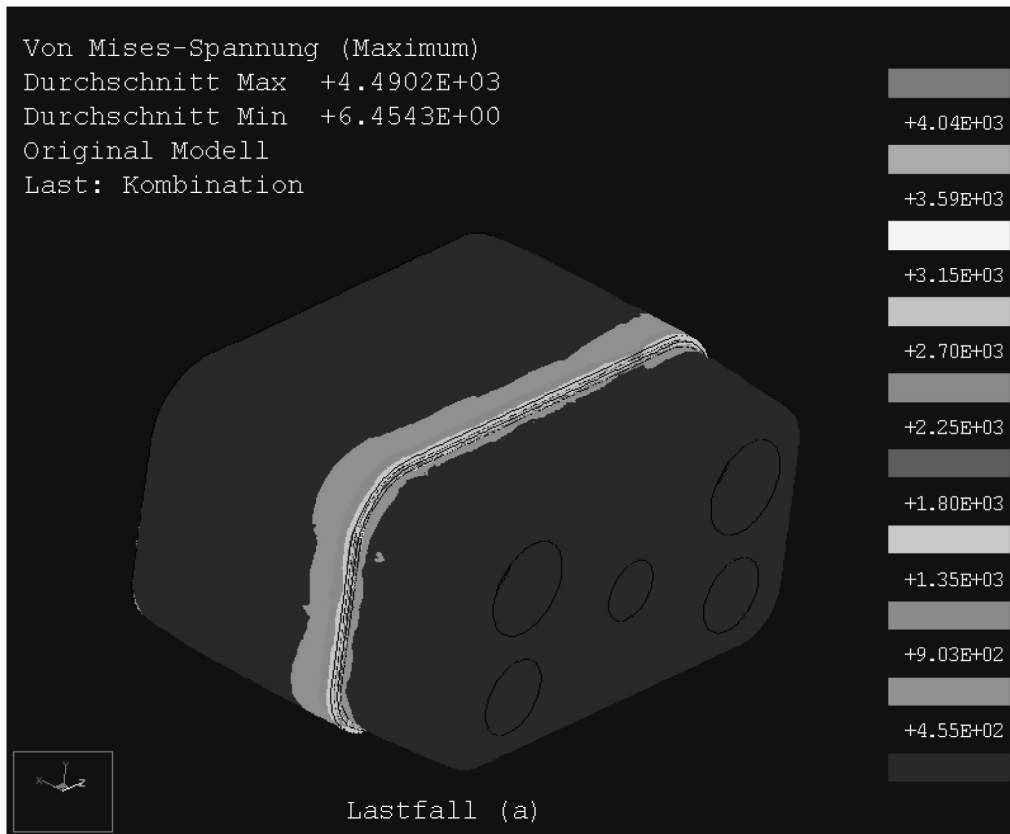 Von Mises-Spannung (Maximum)
Durchschnitt Max +4.4902E+03
Durchschnitt Min +6.4543E+00
Original Modell
Last: Kombination
+4.04E+03
+3.59E+03
+3.15E+03
+2.70E+03
+2.25E+03
+1.80E+03
+1.35E+03
+9.03E+02
+4.55E+02
X Y Z
Lastfall (a)